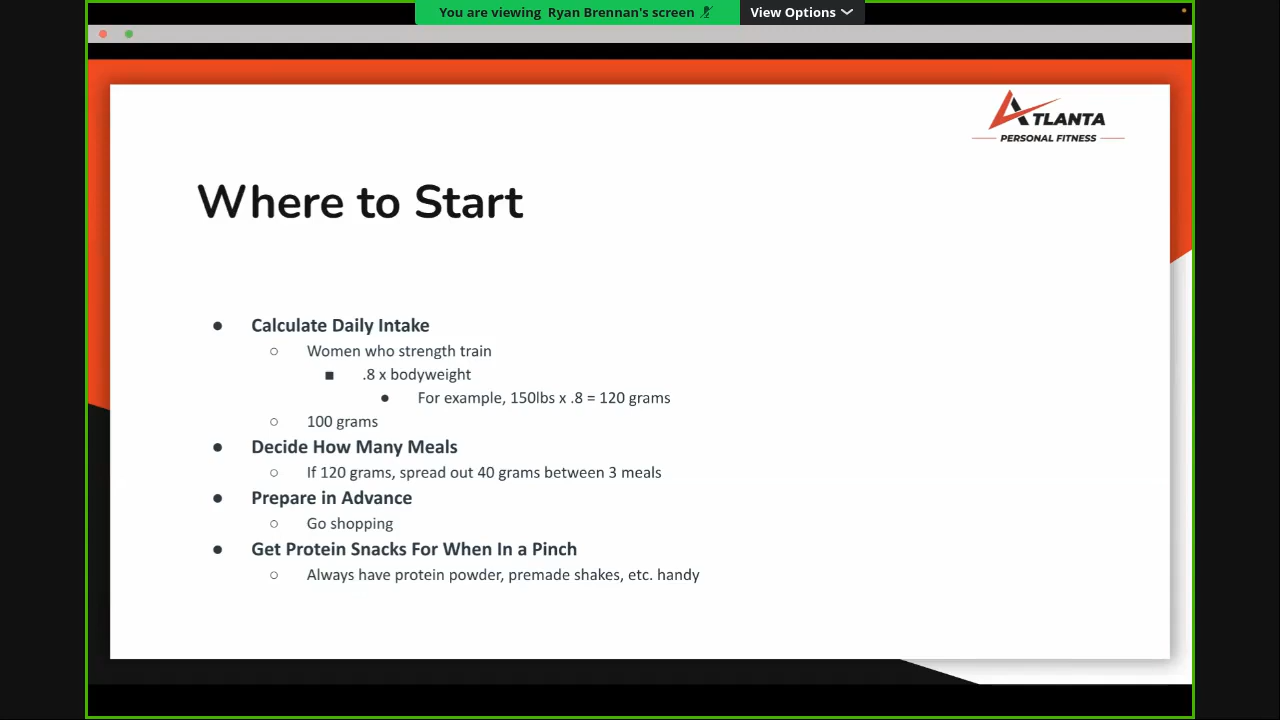 You are viewing Ryan Brennan's screen
View Options
ATLANTA
PERSONAL FITNESS
Where to Start
● Calculate Daily Intake
○ Women who strength train
■ .8 x bodyweight
● For example, 150lbs x .8 = 120 grams
○ 100 grams
● Decide How Many Meals
○ If 120 grams, spread out 40 grams between 3 meals
● Prepare in Advance
○ Go shopping
● Get Protein Snacks For When In a Pinch
○ Always have protein powder, premade shakes, etc. handy